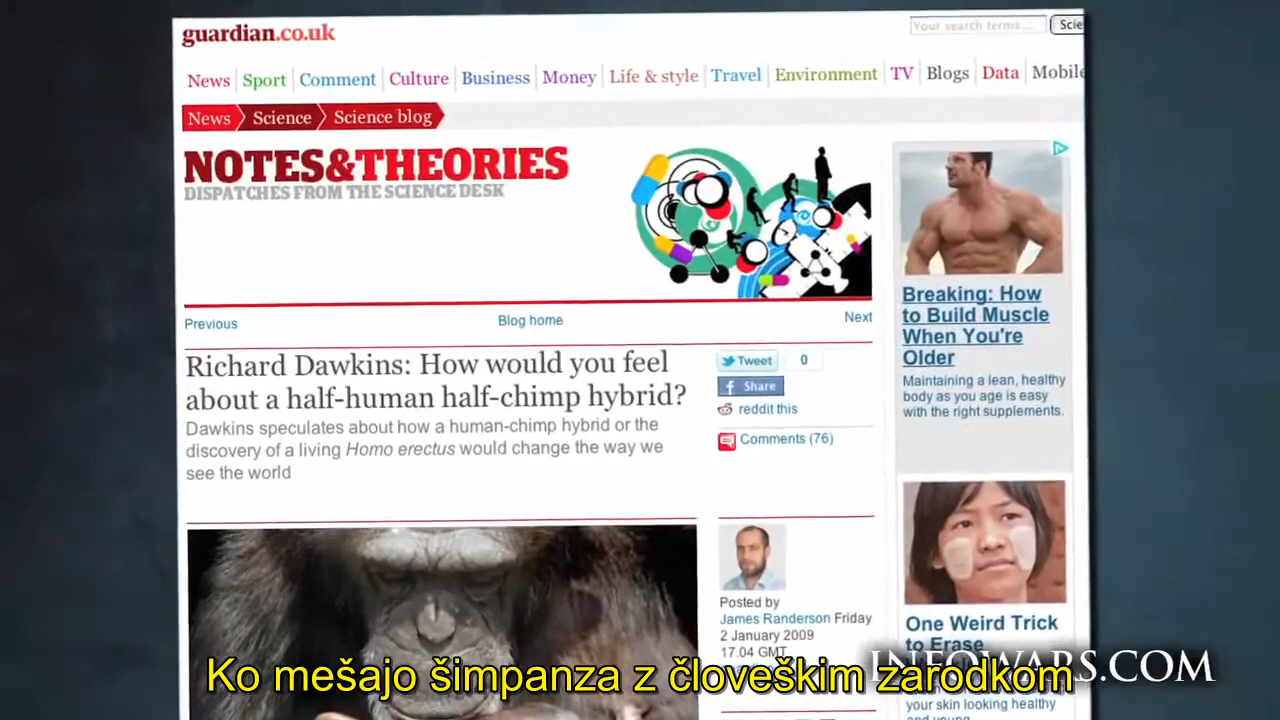 guardian.co.uk
Your search terms ...
Scie
News Sport Comment Culture Business Money Life & style Travel Environment TV Blogs Data Mobile
News Science Science blog
NOTES&THEORIES
DISPATCHES FROM THE SCIENCE DESK
Previous Blog home Next
Richard Dawkins: How would you feel
about a half-human half-chimp hybrid?
Dawkins speculates about how a human-chimp hybrid or the
discovery of a living Homo erectus would change the way we
see the world
Tweet 0
Share
reddit this
Comments (76)
Posted by
James Randerson Friday
2 January 2009
17.04 GMT
Breaking: How
to Build Muscle
When You're
Older
Maintaining a lean, healthy
body as you age is easy
with the right supplements.
One Weird Trick
to Erase
your skin looking healthy
INFOWARS.COM
Ko mešajo šimpanza z človeškim zarodkom